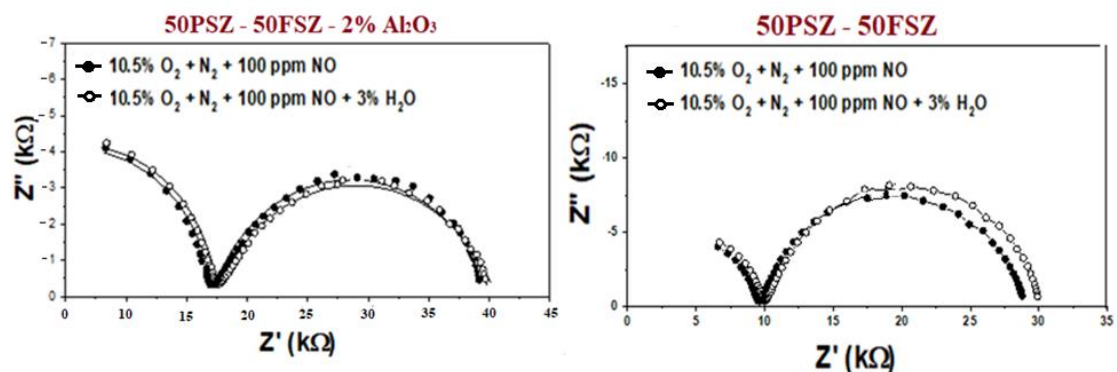 50PSZ - 50FSZ - 2% Al₂O₃
-7
-6
-5
- 4
-3
-2
-1
0
Z" (kΩ)
10.5% O₂ + N₂ + 100 ppm NO
10.5% O₂ + N₂ + 100 ppm NO + 3% H₂O
0 5 10 15 20 25 30 35 40 45
Z' (kΩ)
50PSZ - 50FSZ
-15
-10
-5
0
Z" (kΩ)
10.5% O₂ + N₂ + 100 ppm NO
10.5% O₂ + N₂ + 100 ppm NO + 3% H₂O
0 5 10 15 20 25 30 35
Z' (kΩ)